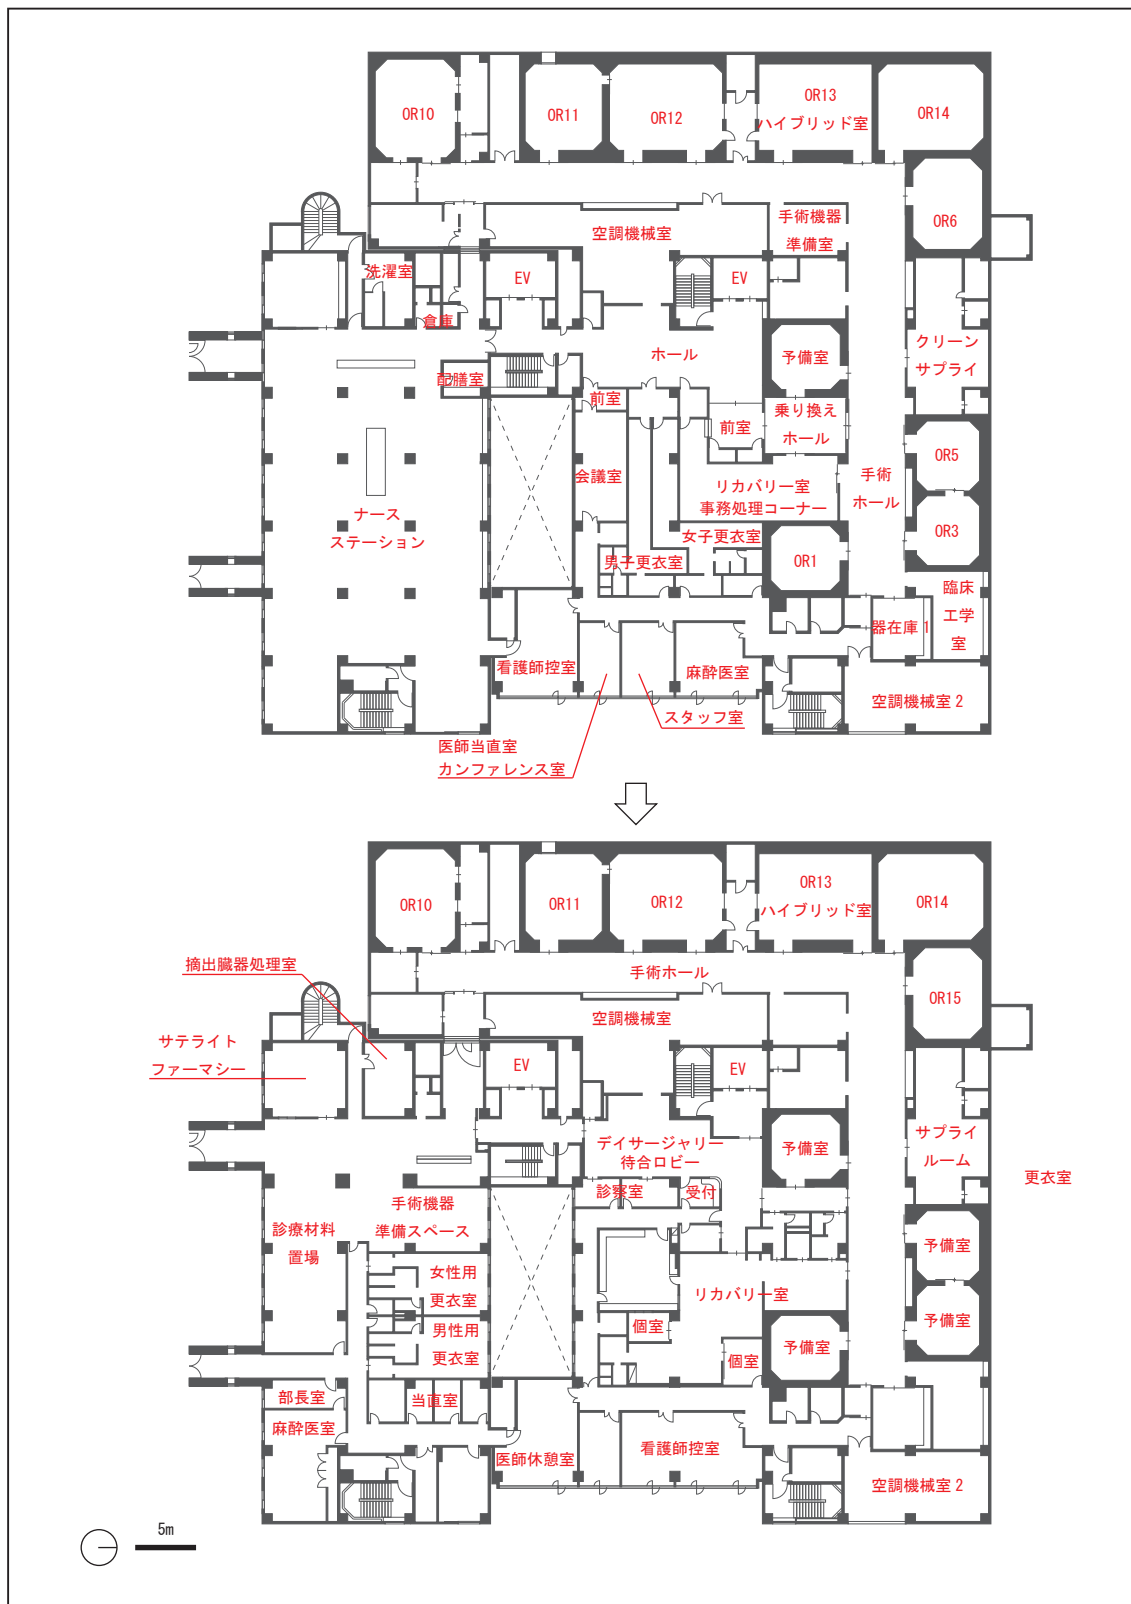 OR10
OR11
OR12
OR13
ハイブリッド室
OR14
手術機器
準備室
OR6
空調機械室
洗濯室
EV
EV
倉庫
ホール
予備室
クリーン
サプライ
配膳室
前室
前室
乗り換え
ホール
会議室
リカバリー室
事務処理コーナー
手術
ホール
OR5
ナース
ステーション
女子更衣室
OR3
男子更衣室
OR1
臨床
工学
室
器在庫 1
看護師控室
麻酔医室
空調機械室 2
スタッフ室
医師当直室
カンファレンス室
OR10
OR11
OR12
OR13
ハイブリッド室
OR14
摘出臓器処理室
手術ホール
OR15
空調機械室
サテライト
ファーマシー
EV
EV
デイサージャリー
待合ロビー
予備室
サプライ
ルーム
更衣室
診察室
受付
手術機器
準備スペース
診療材料
置場
予備室
女性用
更衣室
リカバリー室
男性用
更衣室
個室
個室
予備室
予備室
部長室
当直室
麻酔医室
医師休憩室
看護師控室
空調機械室 2
5m